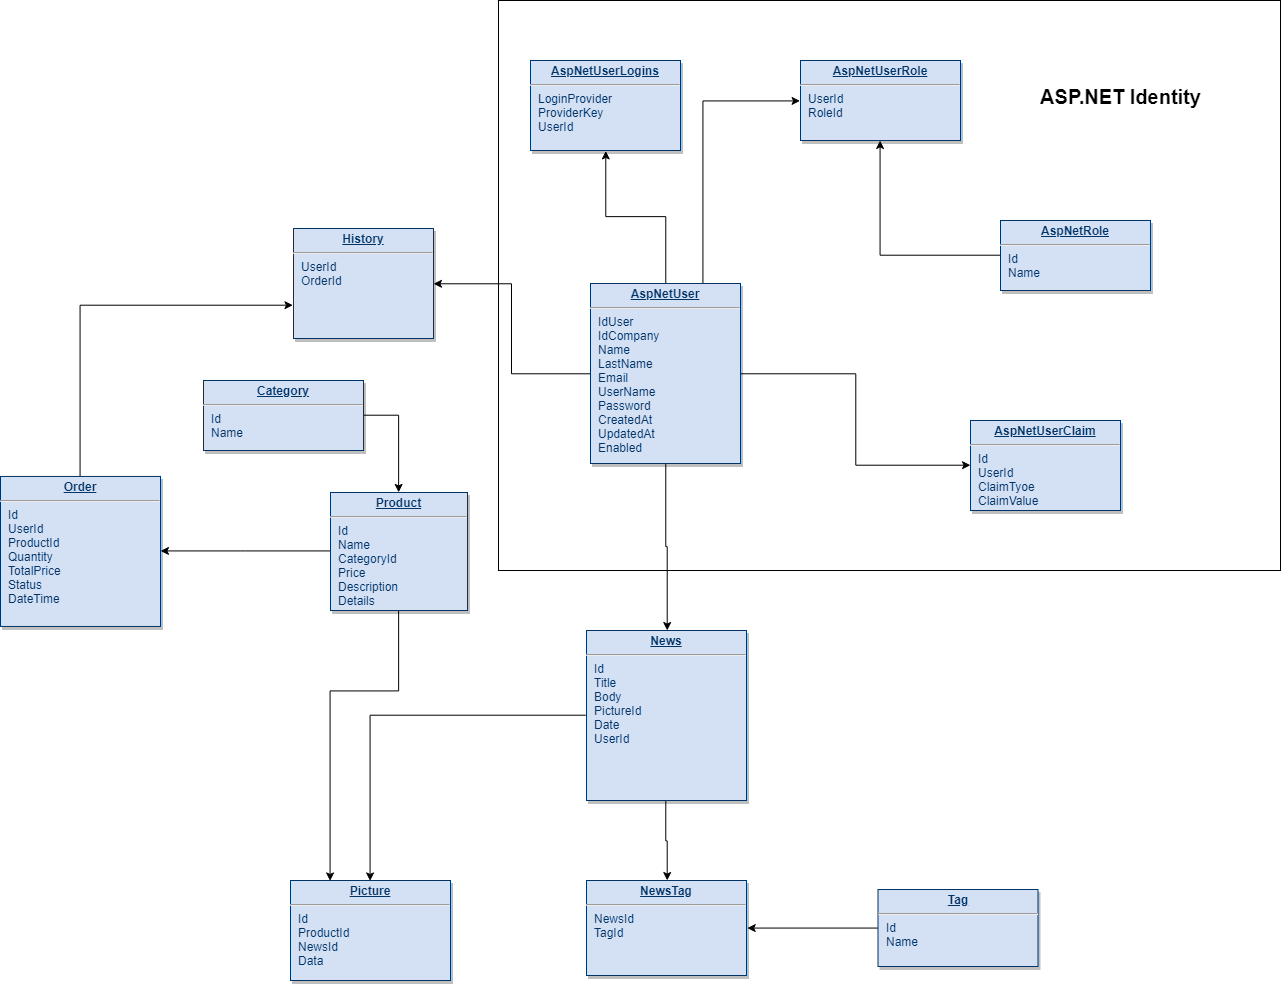 AspNetUserLogins
LoginProvider
ProviderKey
UserId
AspNetUserRole
UserId
RoleId
ASP.NET Identity
AspNetRole
Id
Name
History
UserId
OrderId
AspNetUser
IdUser
IdCompany
Name
LastName
Email
UserName
Password
CreatedAt
UpdatedAt
Enabled
Category
Id
Name
AspNetUserClaim
Id
UserId
ClaimTyoe
ClaimValue
Order
Id
UserId
ProductId
Quantity
TotalPrice
Status
DateTime
Product
Id
Name
CategoryId
Price
Description
Details
News
Id
Title
Body
PictureId
Date
UserId
Picture
Id
ProductId
NewsId
Data
NewsTag
NewsId
TagId
Tag
Id
Name